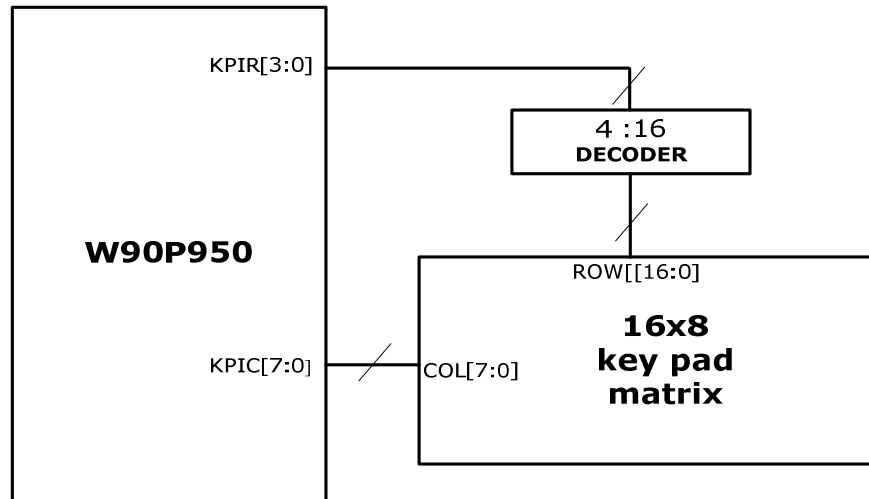 KPIR[3:0]
4 :16
DECODER
W90P950
ROW[[16:0]
16x8
key pad
matrix
KPIC[7:0]
COL[7:0]